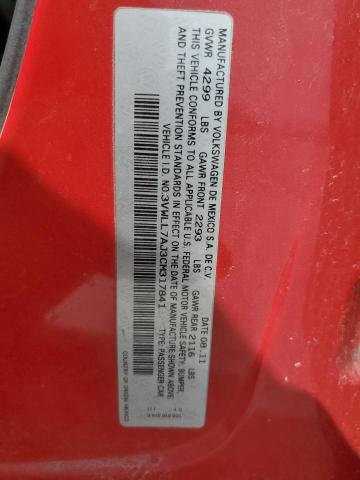 MANUFACTURED BY VOLKSWAGEN DE MEXICO S.A. DE C.V.
GVWR 4299 LBS GAWR FRONT 2293 LBS GAWR REAR 2116 LBS DATE 08.11
THIS VEHICLE CONFORMS TO ALL APPLICABLE U.S. FEDERAL MOTOR VEHICLE SAFETY, BUMPER,
AND THEFT PREVENTION STANDARDS IN EFFECT ON THE DATE OF MANUFACTURE SHOWN ABOVE.
VEHICLE I.D. NO. 3VWLL7AJ3CM317841 TYPE: PASSENGER CAR
COUNTRY OF ORIGIN MEXICO